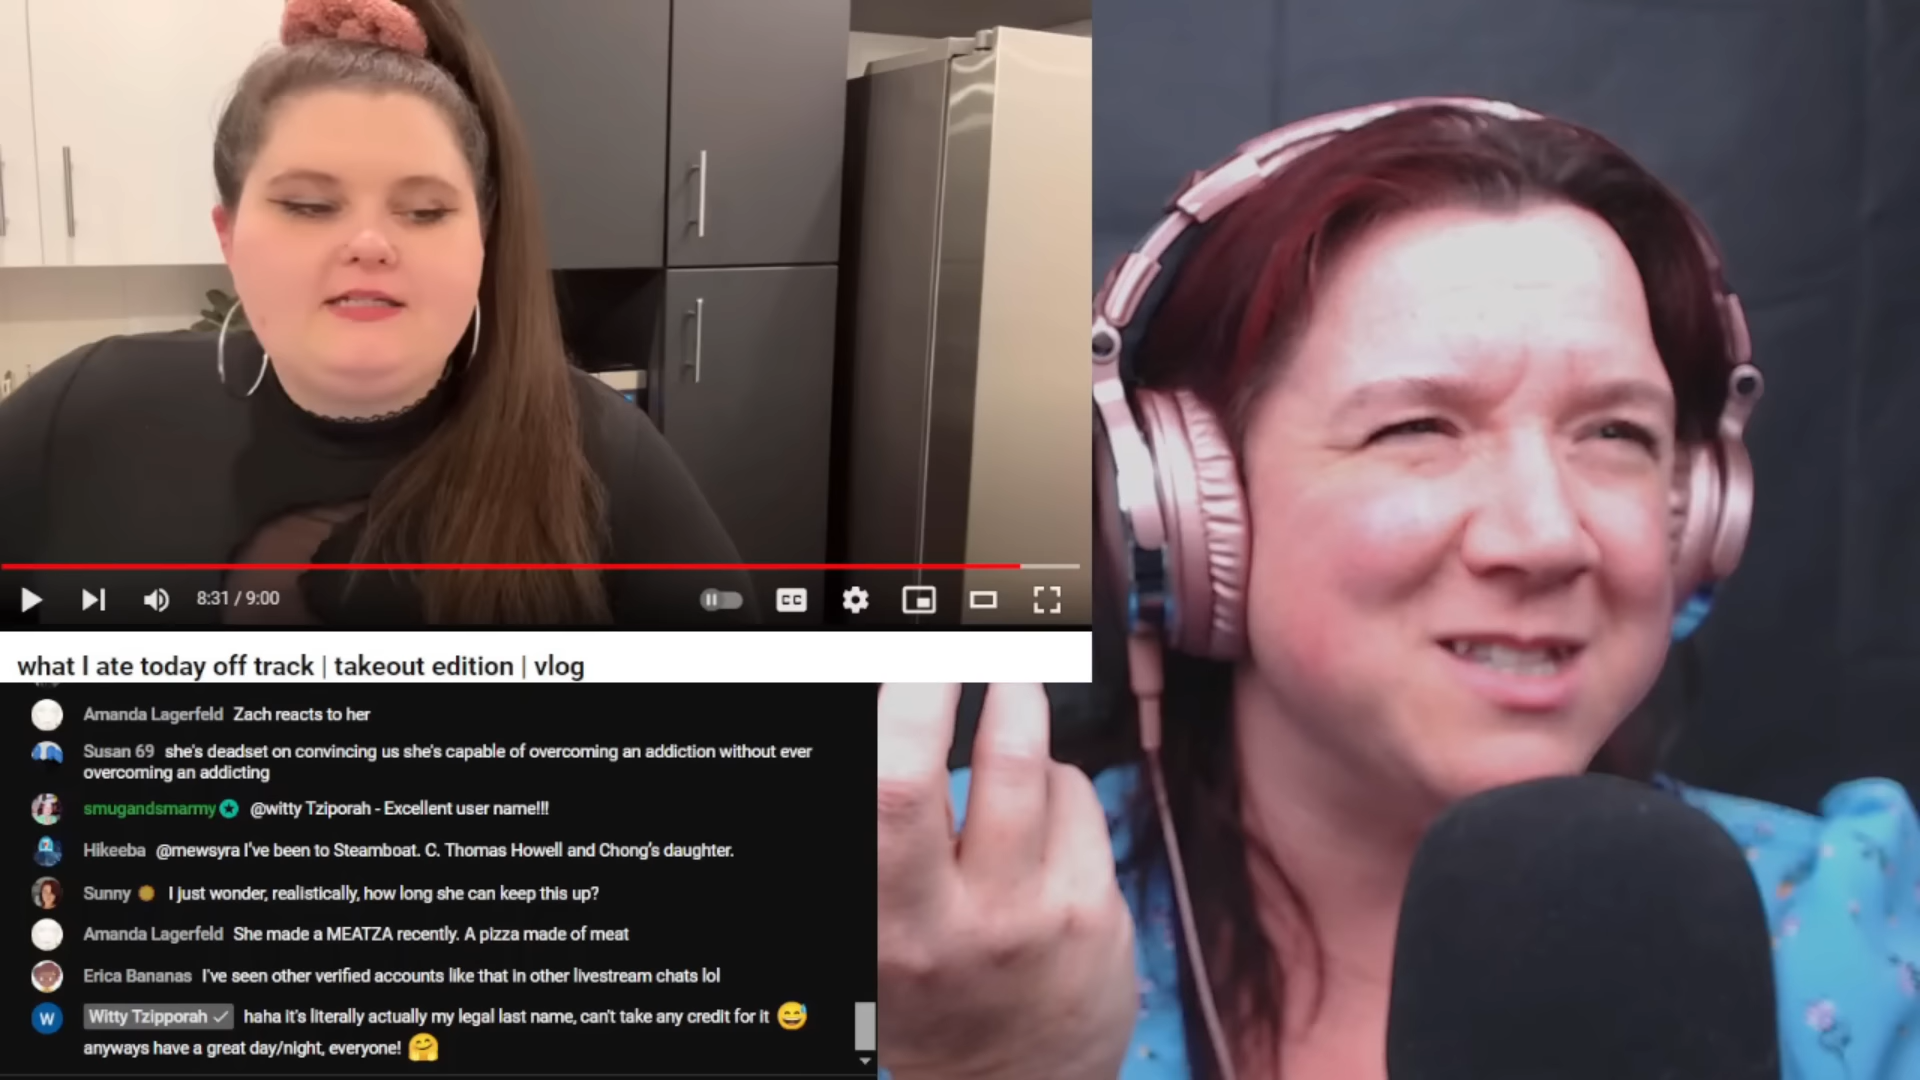 8:31 / 9:00
CC
what I ate today off track | takeout edition | vlog
Amanda Lagerfeld Zach reacts to her
Susan 69 she's deadset on convincing us she's capable of overcoming an addiction without ever
overcoming an addicting
smugandsmarmy @witty Tziporah - Excellent user name!!!
Hikeeba @mewsyra I've been to Steamboat. C. Thomas Howell and Chong's daughter.
Sunny I just wonder, realistically, how long she can keep this up?
Amanda Lagerfeld She made a MEATZA recently. A pizza made of meat
Erica Bananas I've seen other verified accounts like that in other livestream chats lol
W Witty Tzipporah ✓ haha it's literally actually my legal last name, can't take any credit for it 😅
anyways have a great day/night, everyone! 🤗